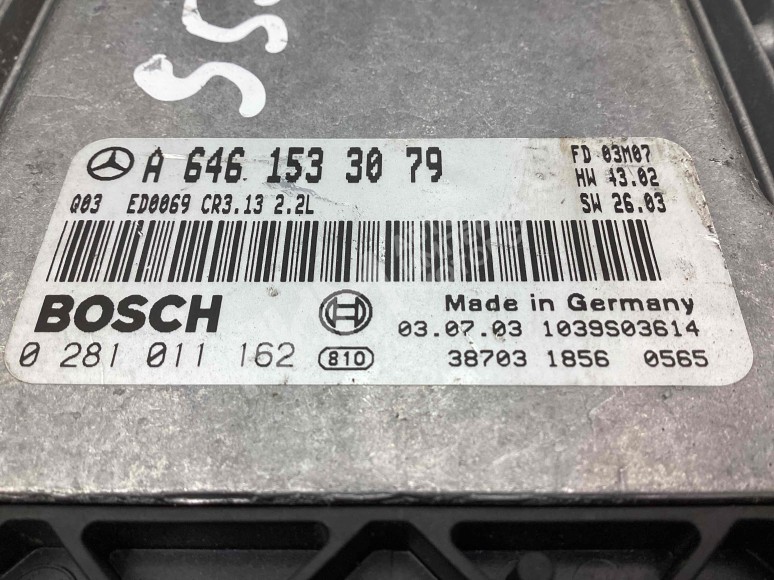 SSS
A 646 153 30 79
FD 03M07
HW 43.02
Q03 ED0069 CR3.13 2.2L
SW 26.03
BOSCH
Made in Germany
03.07.03 1039S03614
0 281 011 162 810
38703 1856 0565